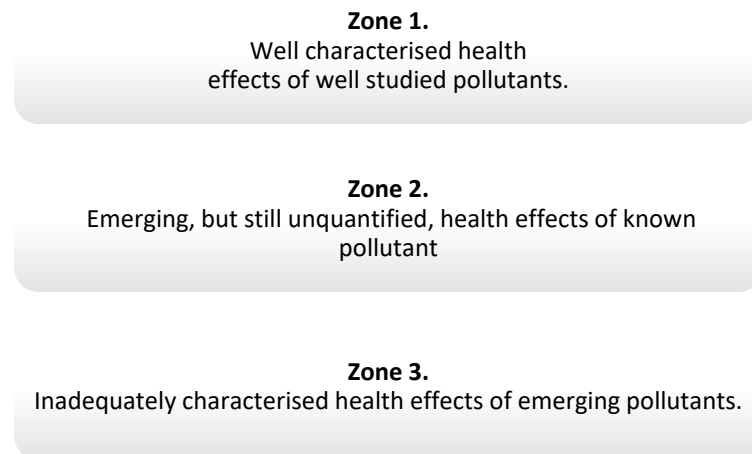 Zone 1.
Well characterised health
effects of well studied pollutants.
Zone 2.
Emerging, but still unquantified, health effects of known
pollutant
Zone 3.
Inadequately characterised health effects of emerging pollutants.